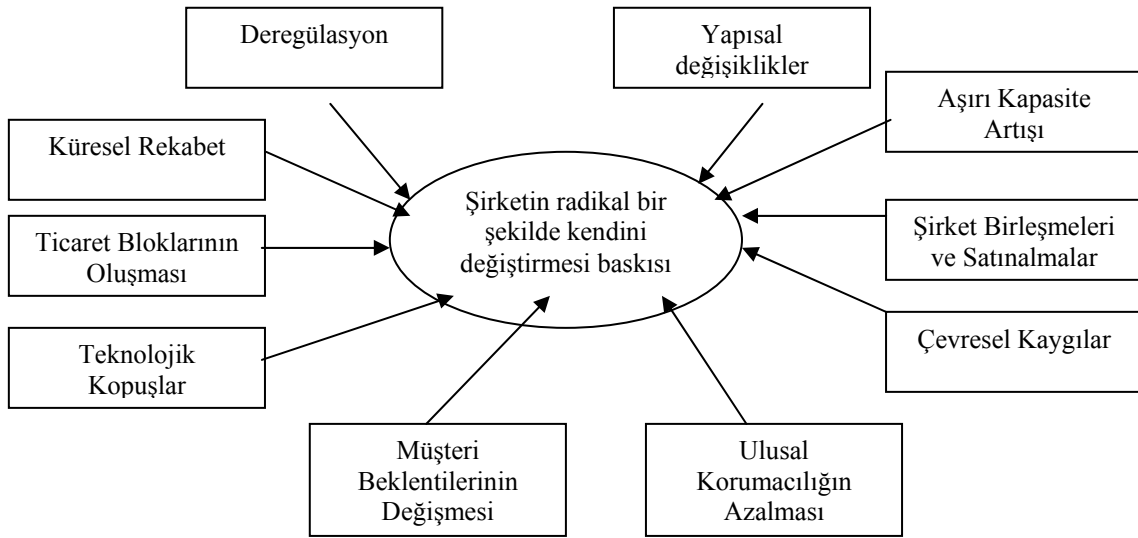 Deregülasyon
Yapısal
değişiklikler
Aşırı Kapasite
Artışı
Küresel Rekabet
Şirketin radikal bir
şekilde kendini
değiştirmesi baskısı
Ticaret Bloklarının
Oluşması
Şirket Birleşmeleri
ve Satınalmalar
Teknolojik
Kopuşlar
Çevresel Kaygılar
Müşteri
Beklentilerinin
Değişmesi
Ulusal
Korumacılığın
Azalması